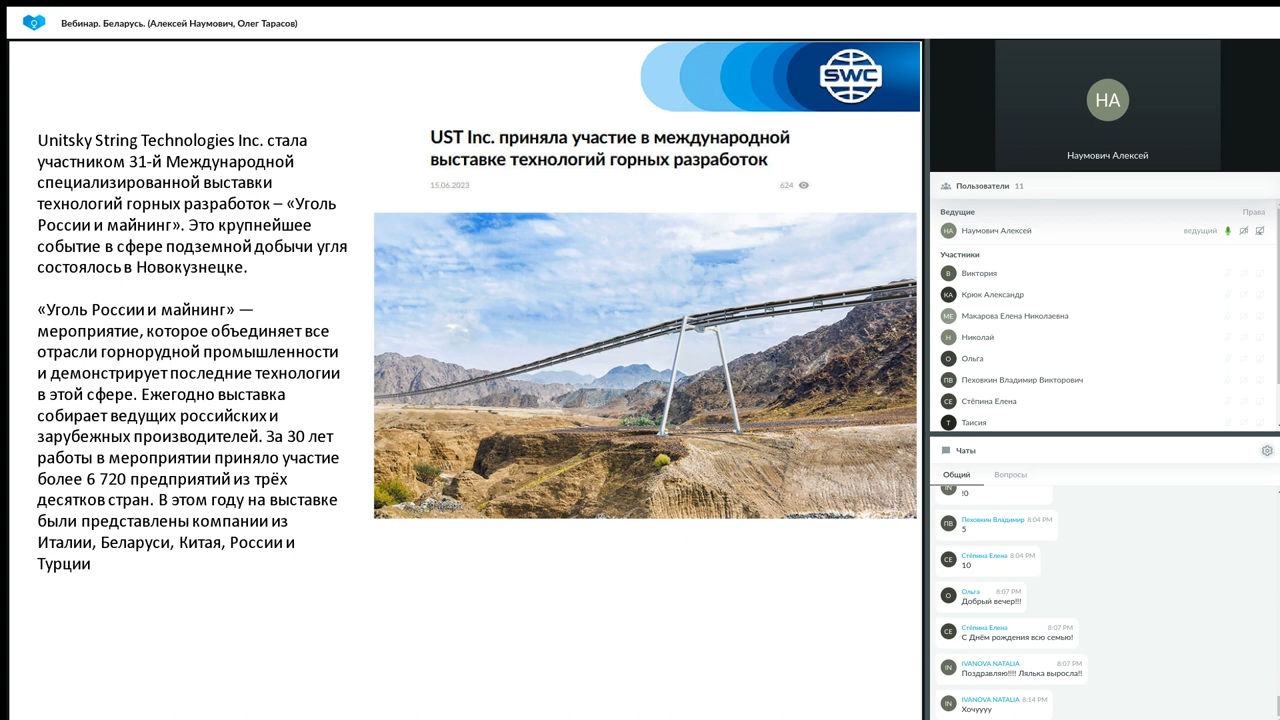 Вебинар. Беларусь. (Алексей Наумович, Олег Тарасов)
SWC
Unitsky String Technologies Inc. стала
участником 31-й Международной
специализированной выставки
технологий горных разработок – «Уголь
России и майнинг». Это крупнейшее
событие в сфере подземной добычи угля
состоялось в Новокузнецке.
«Уголь России и майнинг» —
мероприятие, которое объединяет все
отрасли горнорудной промышленности
и демонстрирует последние технологии
в этой сфере. Ежегодно выставка
собирает ведущих российских и
зарубежных производителей. За 30 лет
работы в мероприятии приняло участие
более 6 720 предприятий из трёх
десятков стран. В этом году на выставке
были представлены компании из
Италии, Беларуси, Китая, России и
Турции
UST Inc. приняла участие в международной
выставке технологий горных разработок
15.06.2023 624
НА
Наумович Алексей
Пользователи 11
Ведущие Права
НА Наумович Алексей ведущий
Участники
В Виктория
КА Крюк Александр
МЕ Макарова Елена Николаевна
Н Николай
О Ольга
ПВ Пеховкин Владимир Викторович
СЕ Стёпина Елена
Т Таисия
Чаты
Общий Вопросы
IN !0
ПВ Пеховкин Владимир 8:04 PM
5
СЕ Стёпина Елена 8:04 PM
10
О Ольга 8:07 PM
Добрый вечер!!!
СЕ Стёпина Елена 8:07 PM
С Днём рождения всю семью!
IN IVANOVA NATALIA 8:07 PM
Поздравляю!!!! Лялька выросла!!
IN IVANOVA NATALIA 8:14 PM
Хочуууу